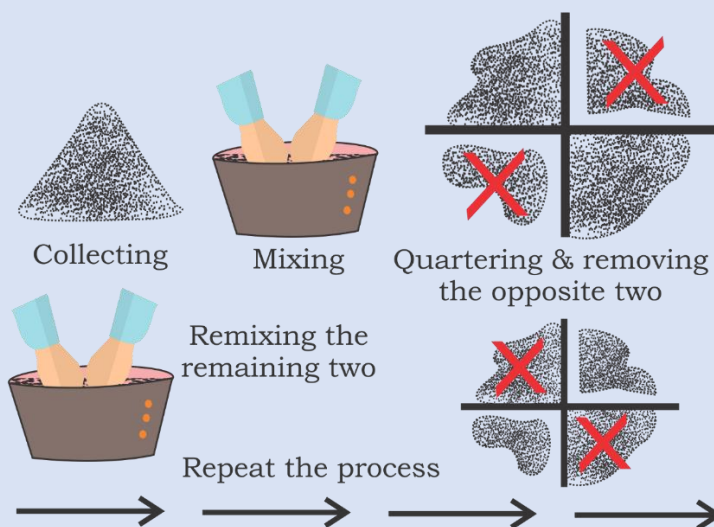 Collecting
Mixing
Quartering & removing
the opposite two
Remixing the
remaining two
Repeat the process